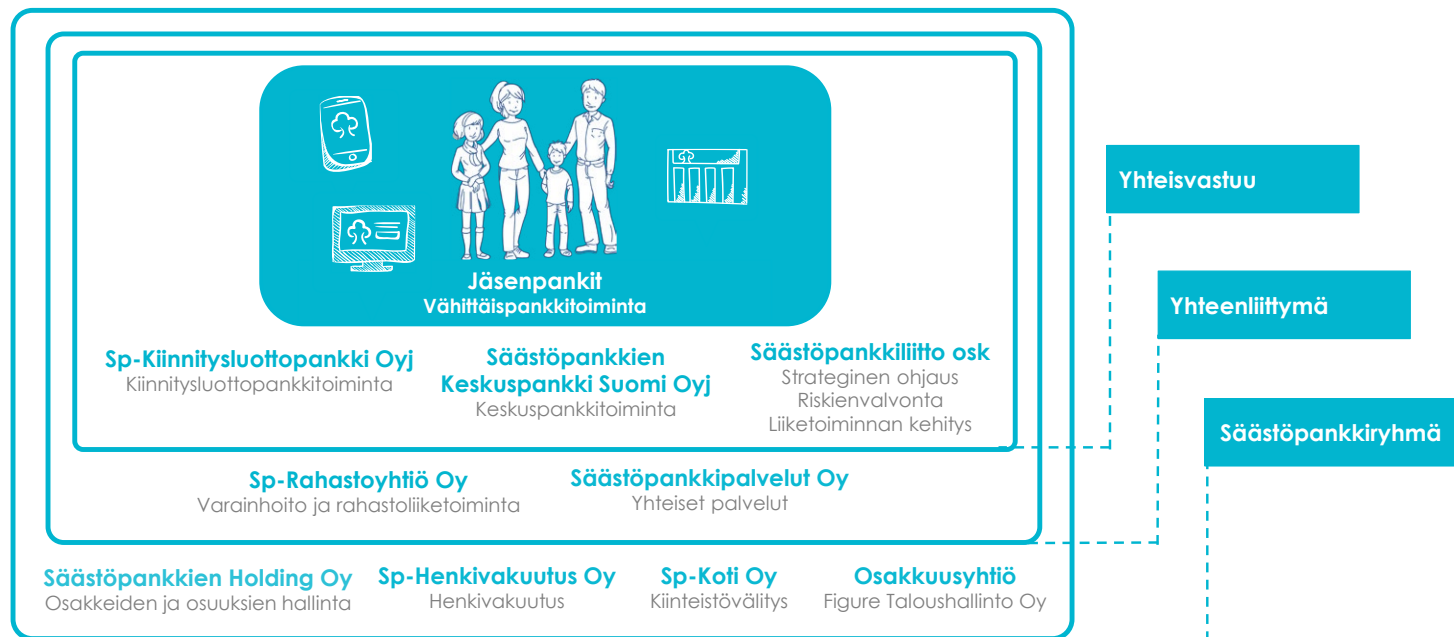 Jäsenpankit
Vähittäispankkitoiminta
Sp-Kiinnitysluottopankki Oyj
Kiinnitysluottopankkitoiminta
Säästöpankkien
Keskuspankki Suomi Oyj
Keskuspankkitoiminta
Säästöpankkiliitto osk
Strateginen ohjaus
Riskienvalvonta
Liiketoiminnan kehitys
Sp-Rahastoyhtiö Oy
Varainhoito ja rahastoliiketoiminta
Säästöpankkipalvelut Oy
Yhteiset palvelut
Säästöpankkien Holding Oy
Osakkeiden ja osuuksien hallinta
Sp-Henkivakuutus Oy
Henkivakuutus
Sp-Koti Oy
Kiinteistövälitys
Osakkuusyhtiö
Figure Taloushallinto Oy
Yhteisvastuu
Yhteenliittymä
Säästöpankkiryhmä